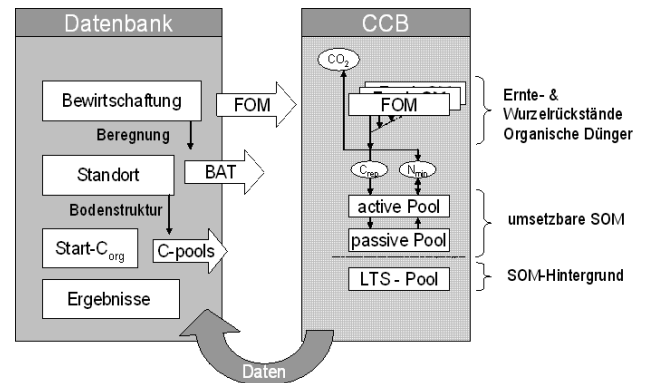 Datenbank
CCB
Bewirtschaftung
FOM
Beregnung
Standort
BAT
Bodenstruktur
Start-Corg
C-pools
Ergebnisse
CO2
FOM
Crep
Nmin
active Pool
passive Pool
LTS - Pool
Ernte- &
Wurzelrückstände
Organische Dünger
umsetzbare SOM
SOM-Hintergrund
Daten